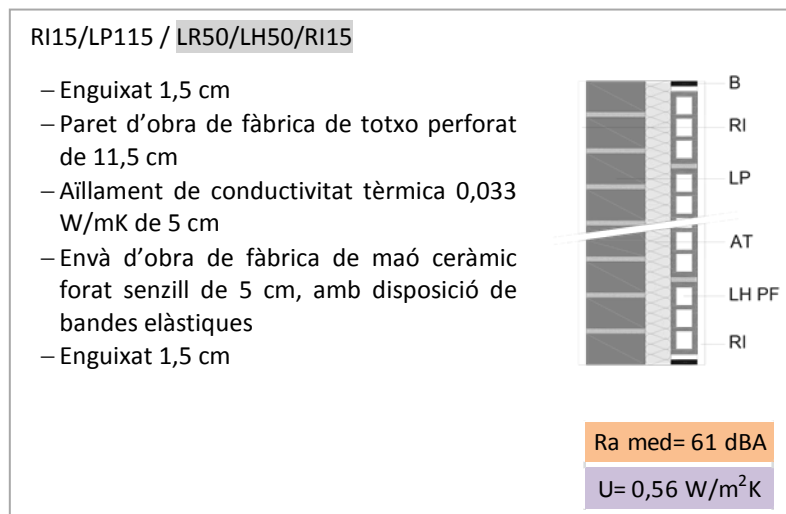 RI15/LP115 / LR50/LH50/RI15
– Enguixat 1,5 cm
– Paret d'obra de fàbrica de totxo perforat
de 11,5 cm
– Aïllament de conductivitat tèrmica 0,033
W/mK de 5 cm
– Envà d'obra de fàbrica de maó ceràmic
forat senzill de 5 cm, amb disposició de
bandes elàstiques
– Enguixat 1,5 cm
B
RI
LP
AT
LH PF
RI
Ra med= 61 dBA
U= 0,56 W/m²K